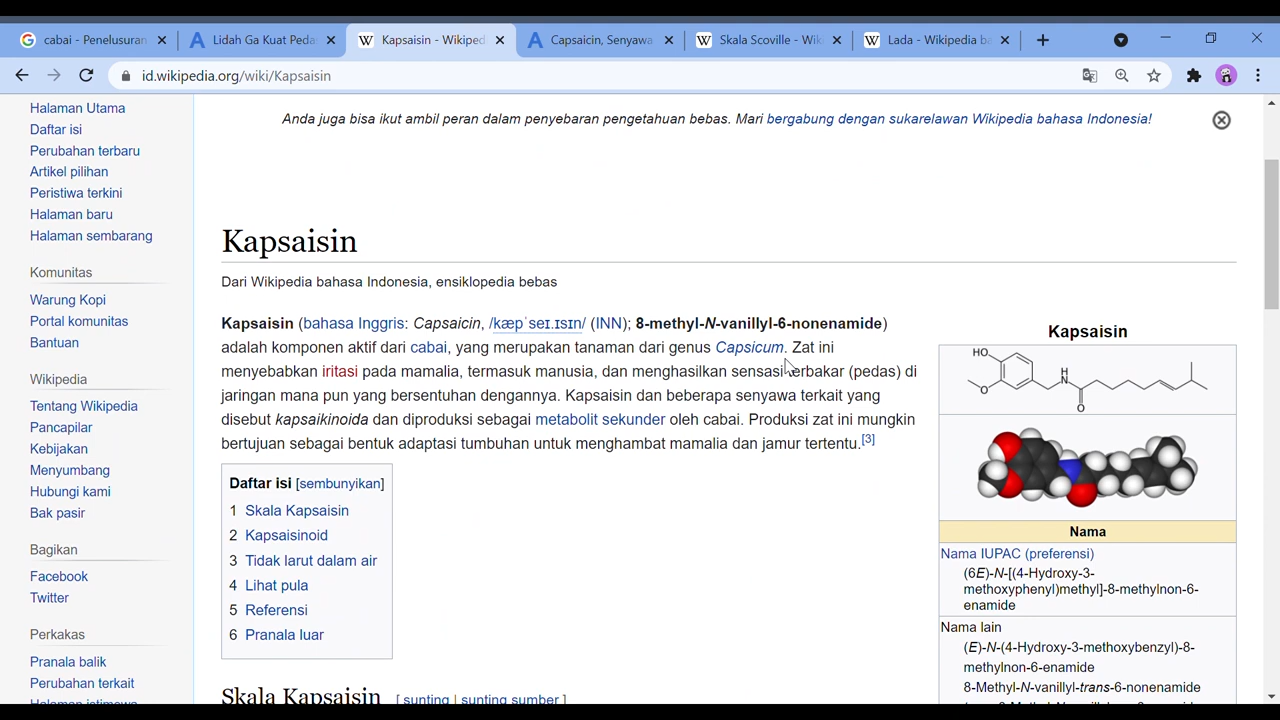 cabai - Penelusuran
Lidah Ga Kuat Peda
Kapsaisin - Wikiped
Capsaicin, Senyawa
Skala Scoville - Wik
Lada - Wikipedia ba
id.wikipedia.org/wiki/Kapsaisin
Halaman Utama
Daftar isi
Perubahan terbaru
Artikel pilihan
Peristiwa terkini
Halaman baru
Halaman sembarang
Komunitas
Warung Kopi
Portal komunitas
Bantuan
Wikipedia
Tentang Wikipedia
Pancapilar
Kebijakan
Menyumbang
Hubungi kami
Bak pasir
Bagikan
Facebook
Twitter
Perkakas
Pranala balik
Perubahan terkait
Halaman istimewa
Anda juga bisa ikut ambil peran dalam penyebaran pengetahuan bebas. Mari bergabung dengan sukarelawan Wikipedia bahasa Indonesia!
Kapsaisin
Dari Wikipedia bahasa Indonesia, ensiklopedia bebas
Kapsaisin (bahasa Inggris: Capsaicin, /kæpˈseɪ.ɪsɪn/ (INN); 8-methyl-N-vanillyl-6-nonenamide)
adalah komponen aktif dari cabai, yang merupakan tanaman dari genus Capsicum. Zat ini
menyebabkan iritasi pada mamalia, termasuk manusia, dan menghasilkan sensasi terbakar (pedas) di
jaringan mana pun yang bersentuhan dengannya. Kapsaisin dan beberapa senyawa terkait yang
disebut kapsaikinoida dan diproduksi sebagai metabolit sekunder oleh cabai. Produksi zat ini mungkin
bertujuan sebagai bentuk adaptasi tumbuhan untuk menghambat mamalia dan jamur tertentu.[3]
Daftar isi [sembunyikan]
1 Skala Kapsaisin
2 Kapsaisinoid
3 Tidak larut dalam air
4 Lihat pula
5 Referensi
6 Pranala luar
Skala Kapsaisin [ sunting | sunting sumber ]
Kapsaisin
HO
O
H
N
O
Nama
Nama IUPAC (preferensi)
(6E)-N-[(4-Hydroxy-3-
methoxyphenyl)methyl]-8-methylnon-6-
enamide
Nama lain
(E)-N-(4-Hydroxy-3-methoxybenzyl)-8-
methylnon-6-enamide
8-Methyl-N-vanillyl-trans-6-nonenamide